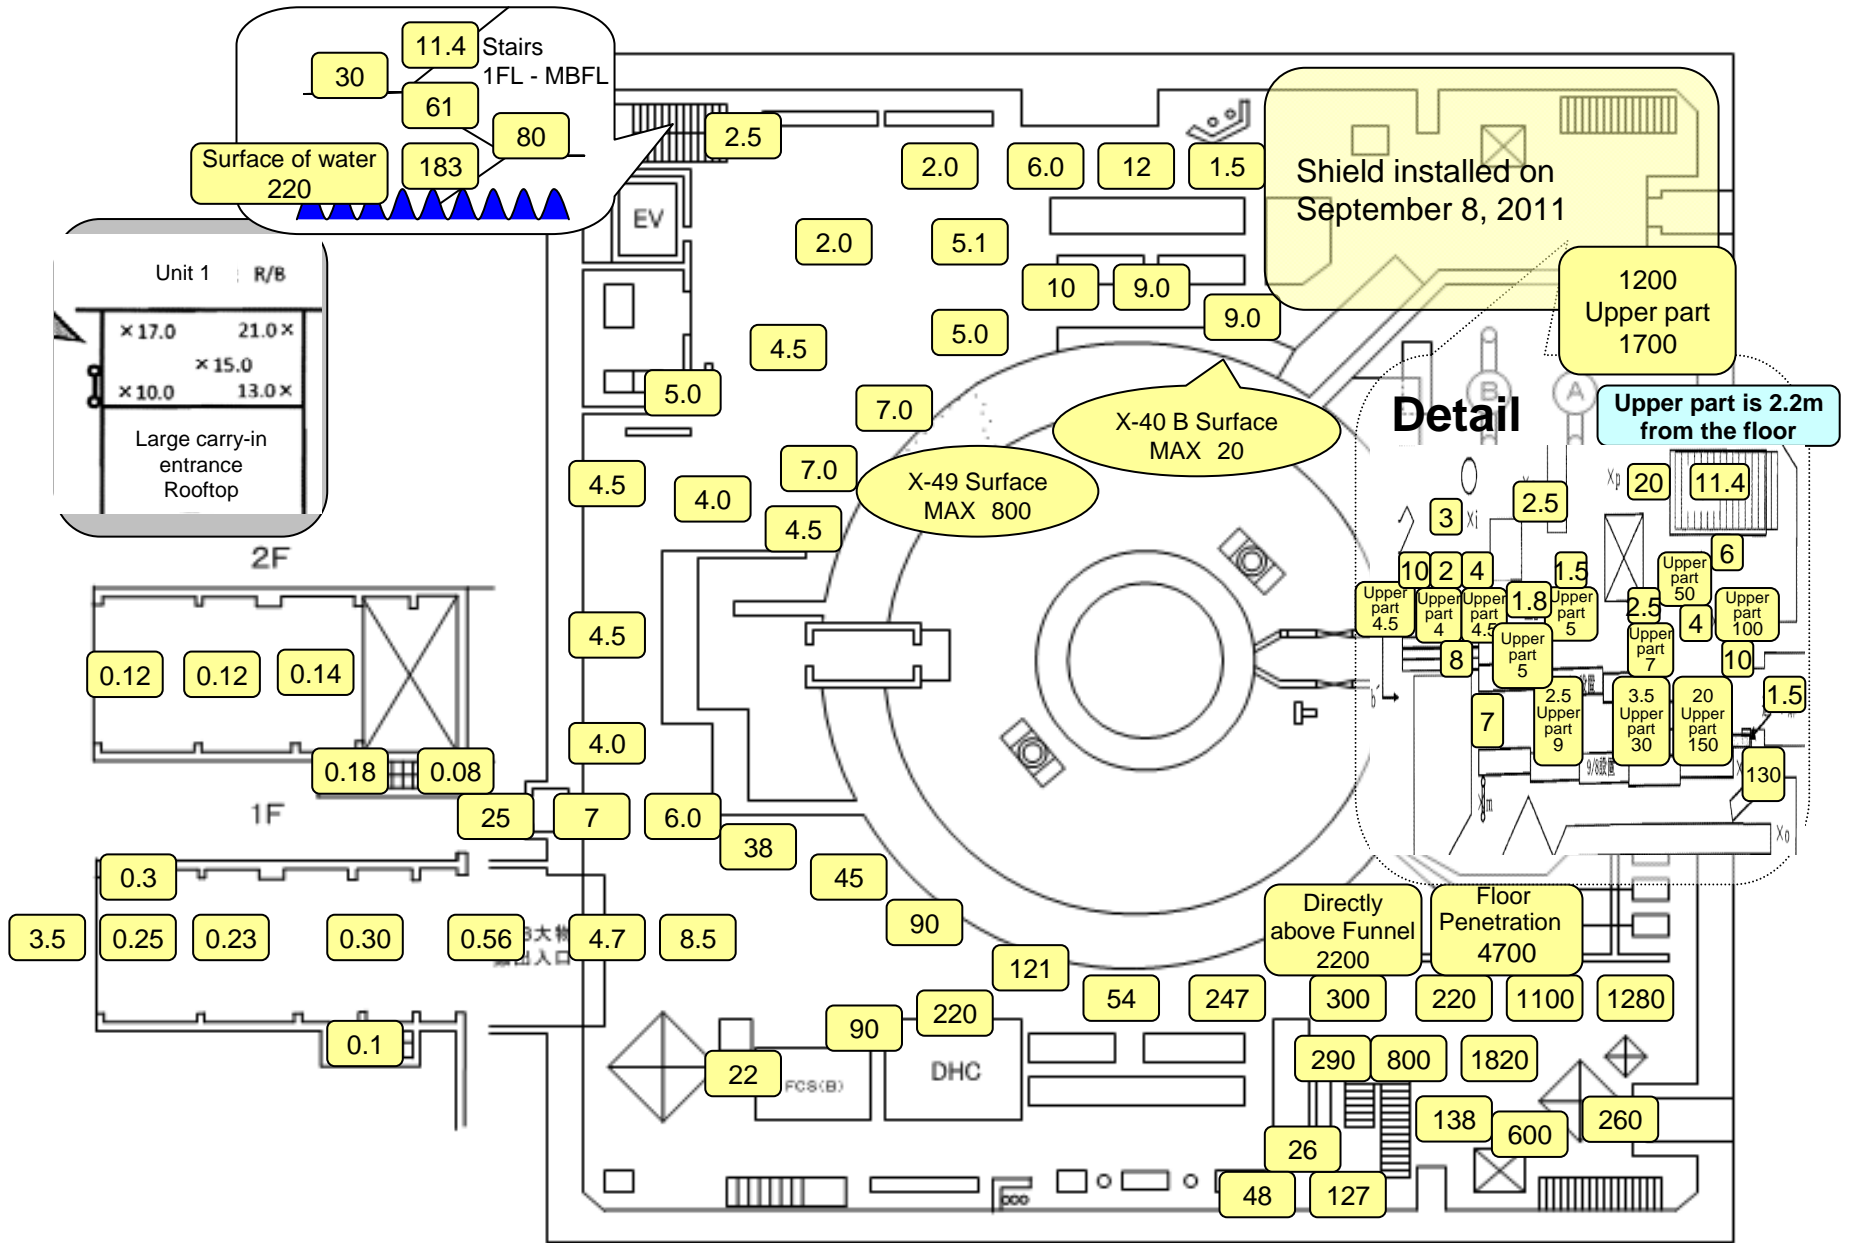 11.4
Stairs
1FL - MBFL
30
61
80
Surface of water
220
183
2.5
2.0
6.0
12
1.5
Shield installed on
September 8, 2011
EV
2.0
5.1
10
9.0
9.0
1200
Upper part
1700
Unit 1
R/B
×17.0
21.0×
×15.0
×10.0
13.0×
Large carry-in
entrance
Rooftop
4.5
5.0
5.0
7.0
X-40 B Surface
MAX 20
B
A
Detail
Upper part is 2.2m
from the floor
7.0
X-49 Surface
MAX 800
4.5
4.0
4.5
Xp
20
11.4
2.5
3
Xi
6
10
2
4
1.5
Upper
part
50
Upper
part
4.5
Upper
part
4
Upper
part
4.5
1.8
Upper
part
5
2.5
4
Upper
part
100
Upper
part
5
Upper
part
7
8
10
7
2.5
Upper
part
9
3.5
Upper
part
30
20
Upper
part
150
1.5
9/8設置
130
Xm
Xo
2F
4.5
0.12
0.12
0.14
4.0
0.18
0.08
1F
25
7
6.0
38
0.3
45
90
3.5
0.25
0.23
0.30
0.56
4.7
8.5
Directly
above Funnel
2200
Floor
Penetration
4700
121
54
247
300
220
1100
1280
0.1
90
220
22
FCS(B)
DHC
290
800
1820
138
600
260
26
48
127